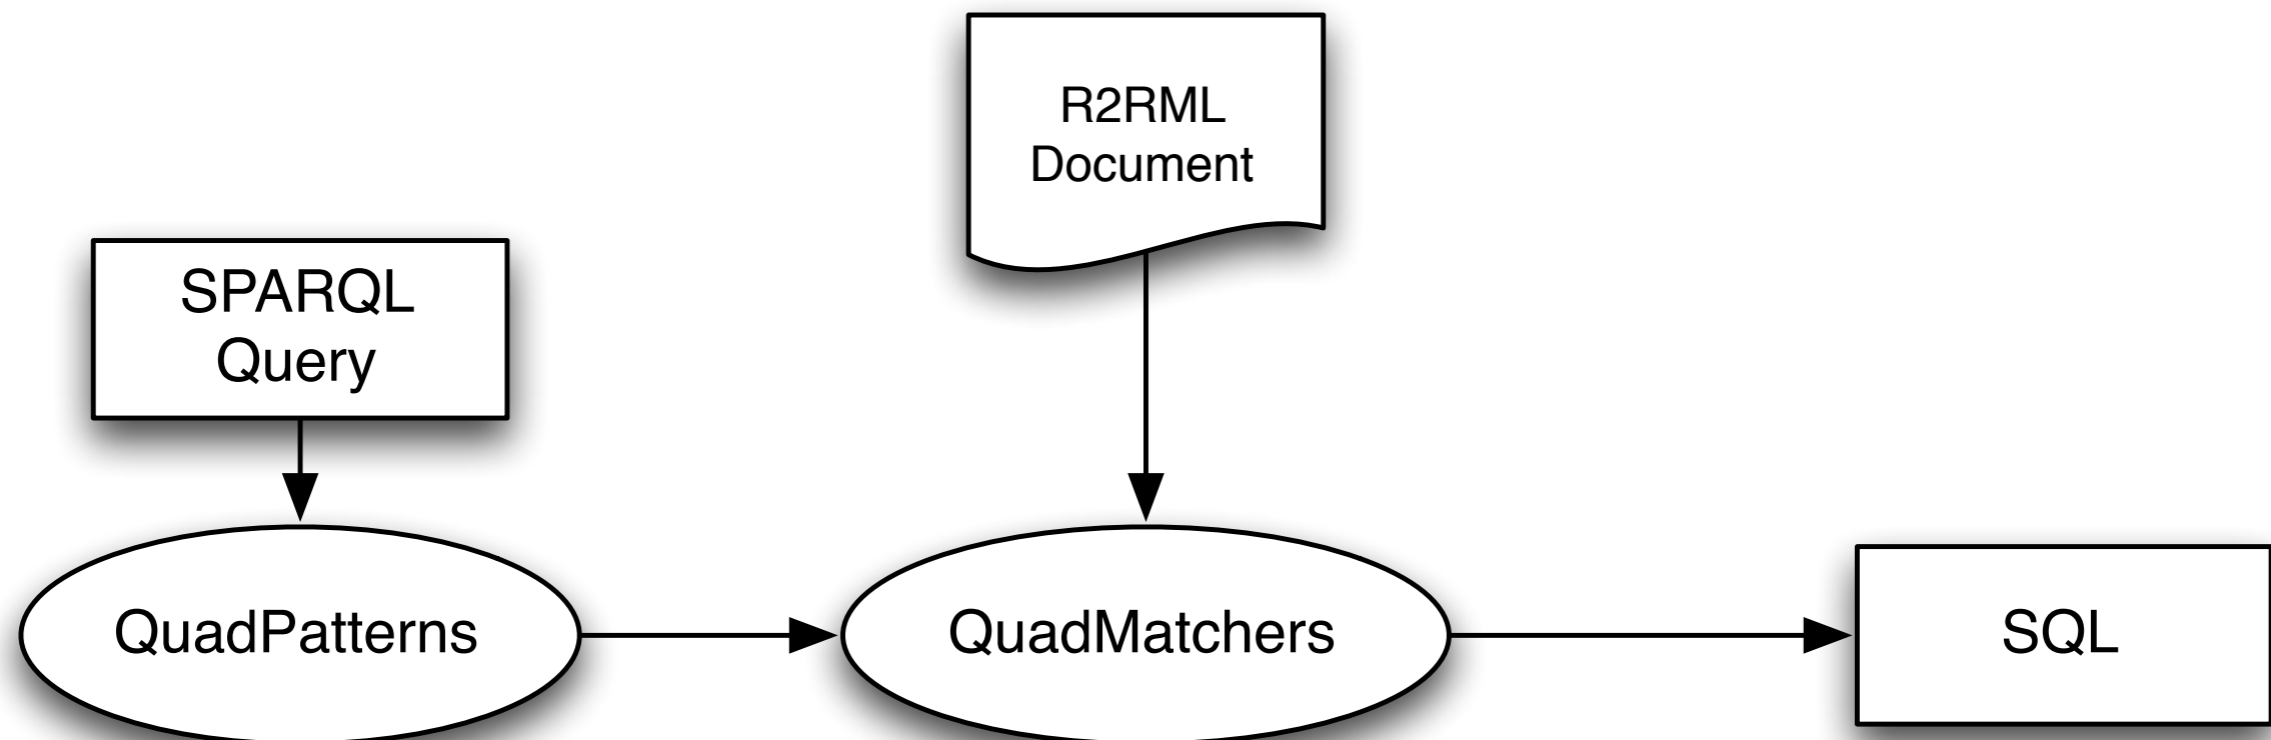 R2RML
Document
SPARQL
Query
QuadPatterns
QuadMatchers
SQL